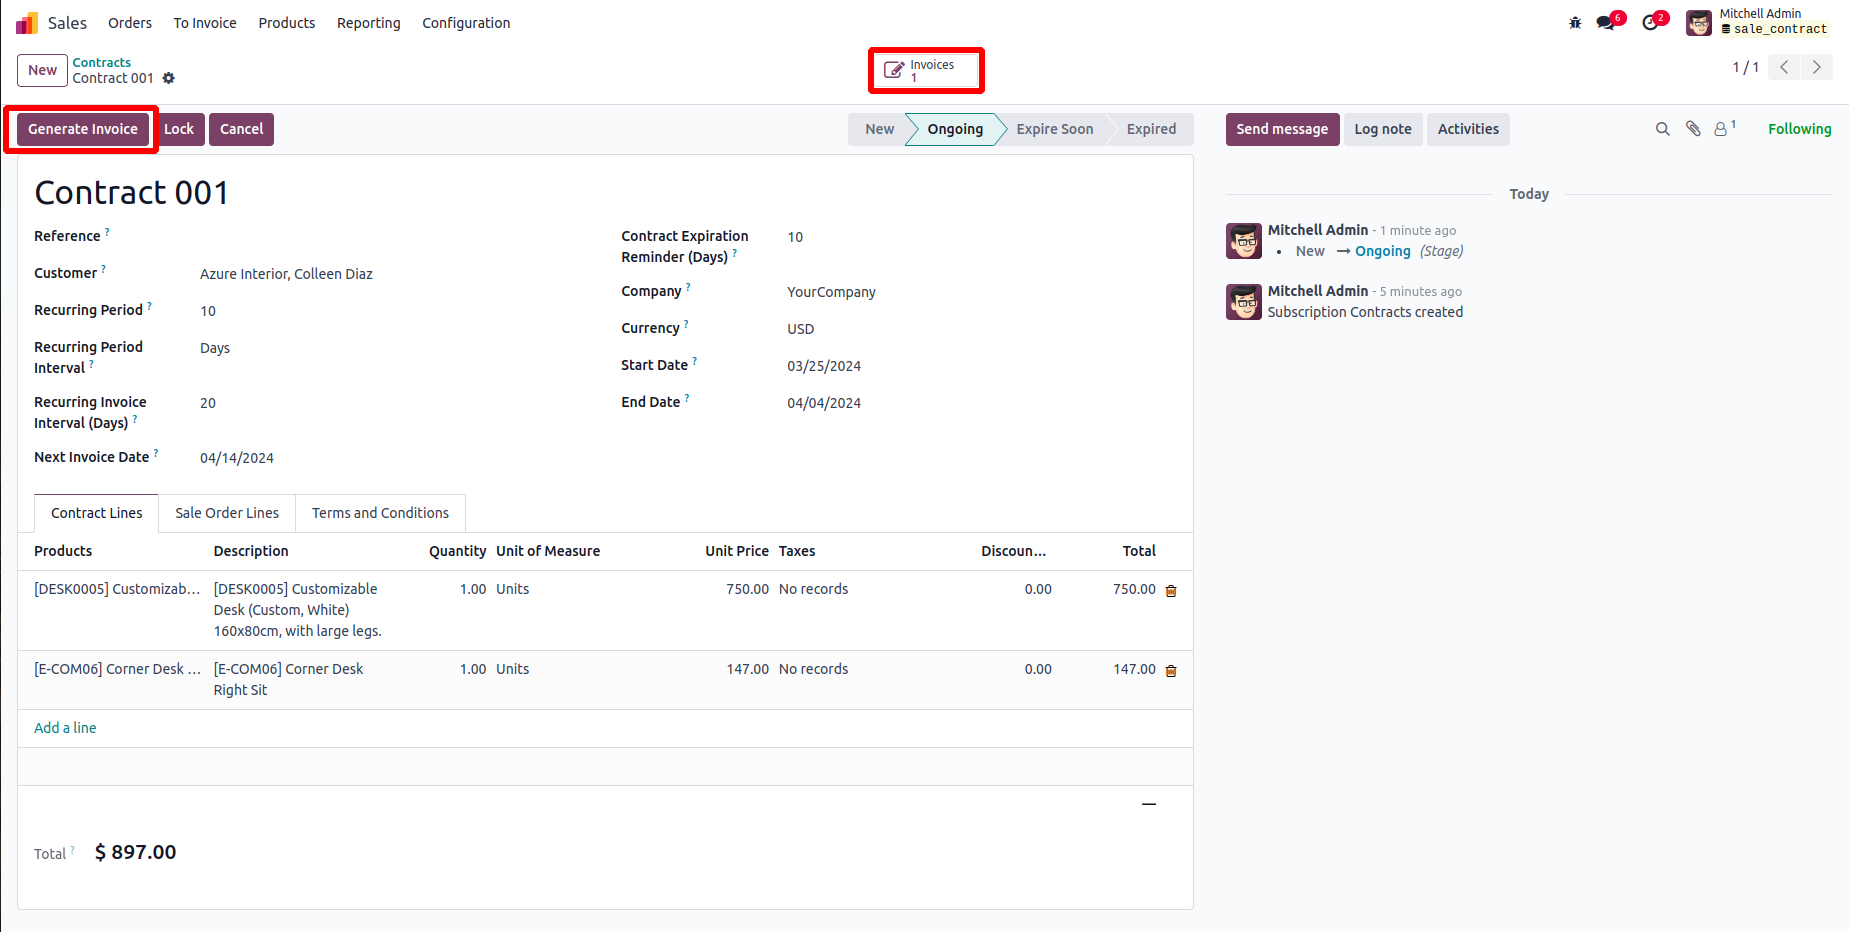 Sales Orders To Invoice Products Reporting Configuration 6 2 Mitchell Admin
sale_contract
New Contracts
Contract 001
Invoices
1
1 / 1
Generate Invoice Lock Cancel New Ongoing Expire Soon Expired Send message Log note Activities 1 Following
Contract 001
Reference ?
Customer ? Azure Interior, Colleen Diaz
Recurring Period ? 10
Recurring Period
Interval ? Days
Recurring Invoice
Interval (Days) ? 20
Next Invoice Date ? 04/14/2024
Contract Expiration
Reminder (Days) ? 10
Company ? YourCompany
Currency ? USD
Start Date ? 03/25/2024
End Date ? 04/04/2024
Contract Lines Sale Order Lines Terms and Conditions
Products Description Quantity Unit of Measure Unit Price Taxes Discoun... Total
[DESK0005] Customizab... [DESK0005] Customizable 1.00 Units 750.00 No records 0.00 750.00
Desk (Custom, White)
160x80cm, with large legs.
[E-COM06] Corner Desk ... [E-COM06] Corner Desk 1.00 Units 147.00 No records 0.00 147.00
Right Sit
Add a line
Total ? $ 897.00
Today
Mitchell Admin - 1 minute ago
• New → Ongoing (Stage)
Mitchell Admin - 5 minutes ago
Subscription Contracts created